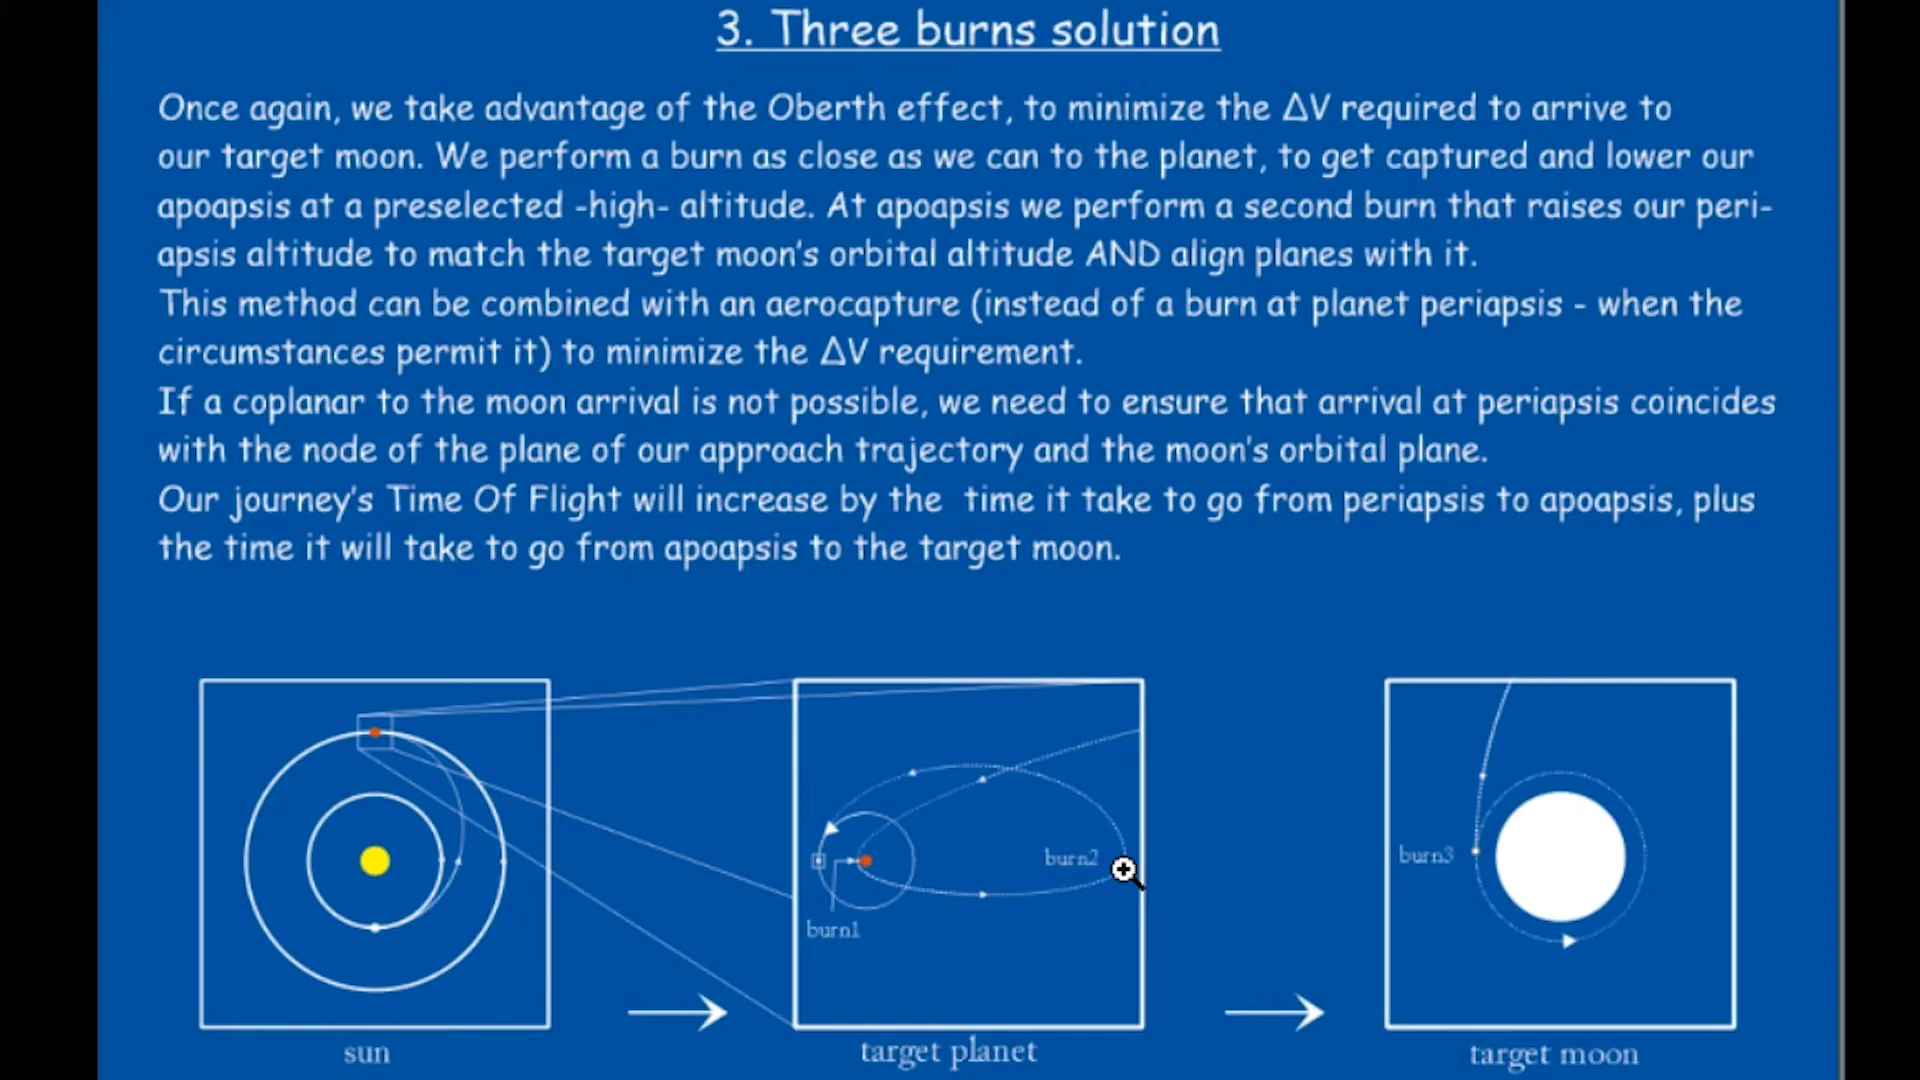 3. Three burns solution
Once again, we take advantage of the Oberth effect, to minimize the ΔV required to arrive to
our target moon. We perform a burn as close as we can to the planet, to get captured and lower our
apoapsis at a preselected -high- altitude. At apoapsis we perform a second burn that raises our peri-
apsis altitude to match the target moon's orbital altitude AND align planes with it.
This method can be combined with an aerocapture (instead of a burn at planet periapsis - when the
circumstances permit it) to minimize the ΔV requirement.
If a coplanar to the moon arrival is not possible, we need to ensure that arrival at periapsis coincides
with the node of the plane of our approach trajectory and the moon's orbital plane.
Our journey's Time Of Flight will increase by the  time it take to go from periapsis to apoapsis, plus
the time it will take to go from apoapsis to the target moon.
burn1
burn2
burn3
sun
target planet
target moon